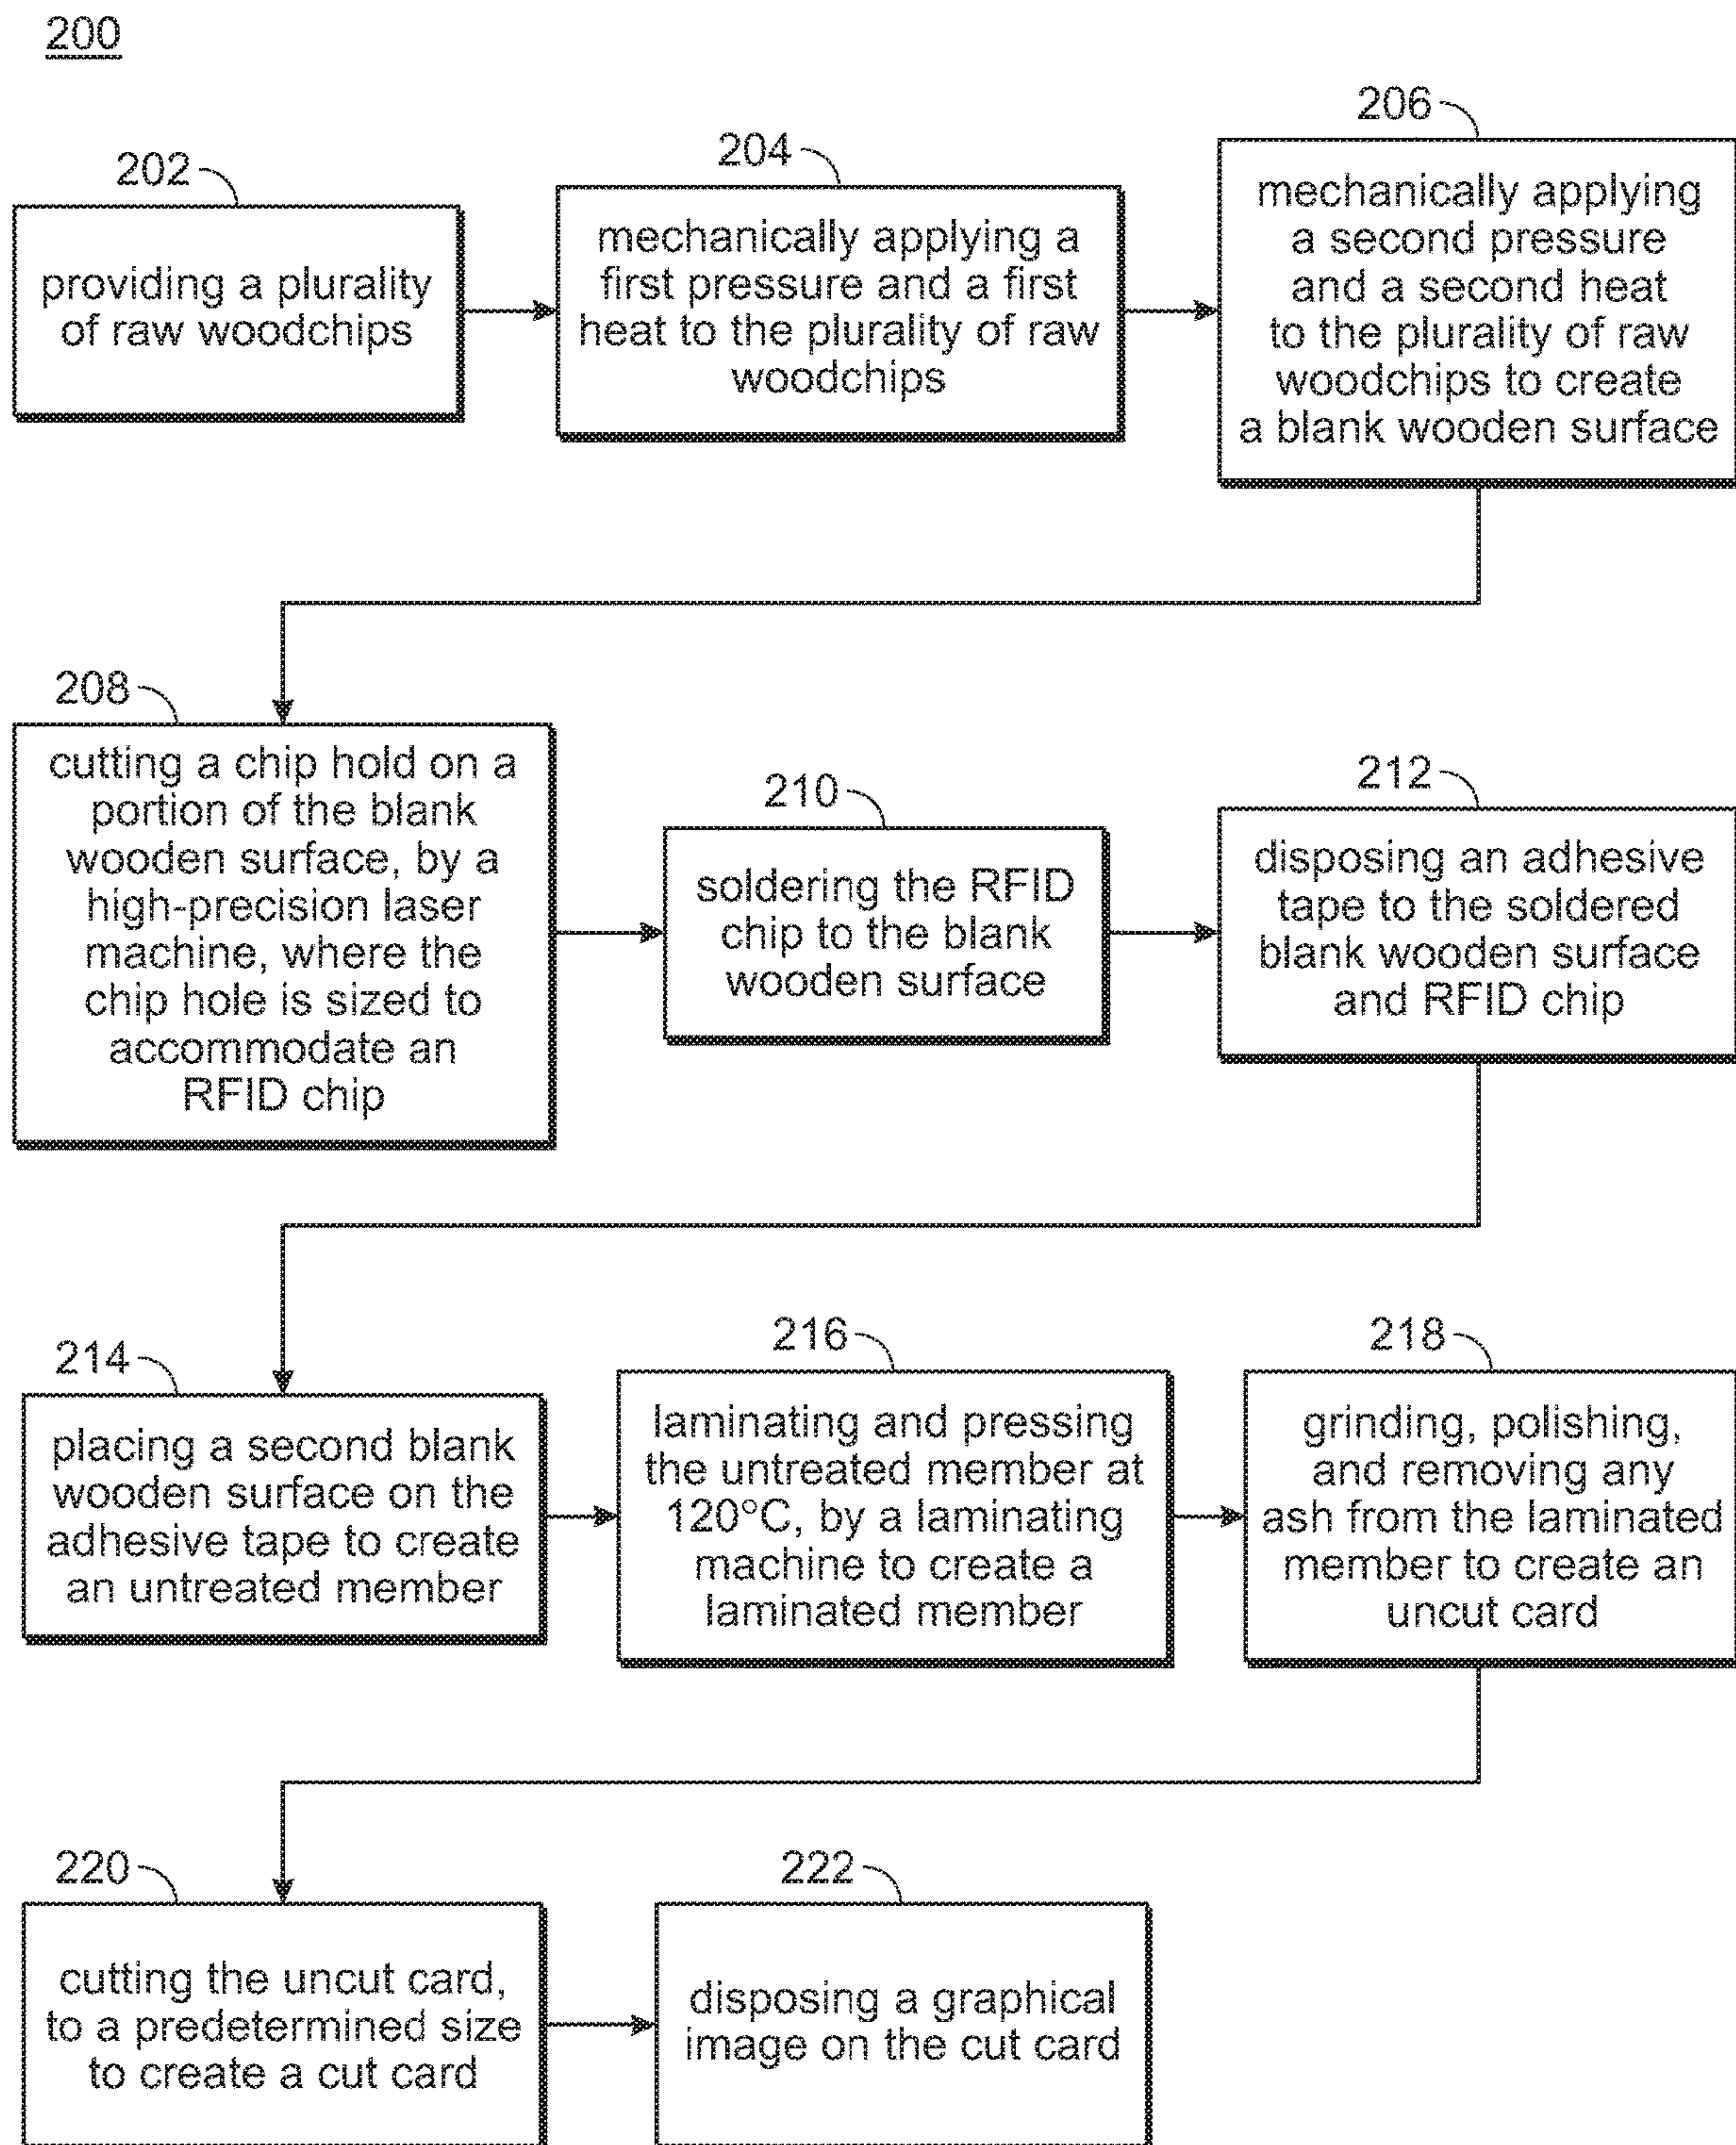 200
202
providing a plurality
of raw woodchips
204
mechanically applying a
first pressure and a first
heat to the plurality of raw
woodchips
206
mechanically applying
a second pressure
and a second heat
to the plurality of raw
woodchips to create
a blank wooden surface
208
cutting a chip hold on a
portion of the blank
wooden surface, by a
high-precision laser
machine, where the
chip hole is sized to
accommodate an
RFID chip
210
soldering the RFID
chip to the blank
wooden surface
212
disposing an adhesive
tape to the soldered
blank wooden surface
and RFID chip
214
placing a second blank
wooden surface on the
adhesive tape to create
an untreated member
216
laminating and pressing
the untreated member at
120°C, by a laminating
machine to create a
laminated member
218
grinding, polishing,
and removing any
ash from the laminated
member to create an
uncut card
220
cutting the uncut card,
to a predetermined size
to create a cut card
222
disposing a graphical
image on the cut card